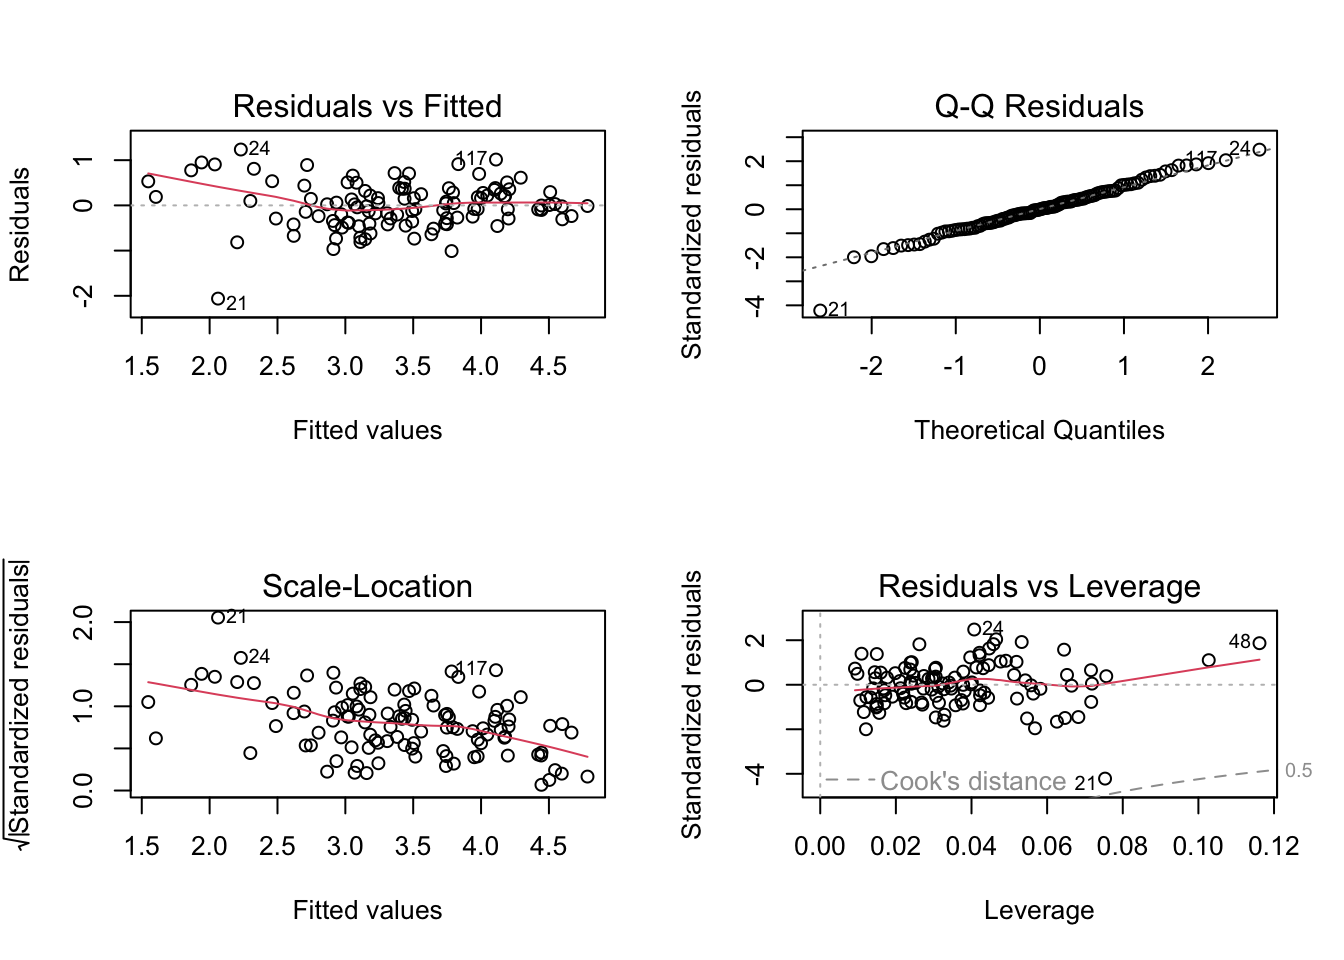 Residuals vs Fitted
Residuals
1
0
-2
24
117
21
1.5 2.0 2.5 3.0 3.5 4.0 4.5
Fitted values
Q-Q Residuals
Standardized residuals
2
0
-2
-4
117 24
21
-2 -1 0 1 2
Theoretical Quantiles
Scale-Location
√|Standardized residuals|
2.0
1.0
0.0
21
24
117
1.5 2.0 2.5 3.0 3.5 4.0 4.5
Fitted values
Residuals vs Leverage
Standardized residuals
2
0
-4
24
48
Cook's distance
21
0.5
0.00 0.02 0.04 0.06 0.08 0.10 0.12
Leverage